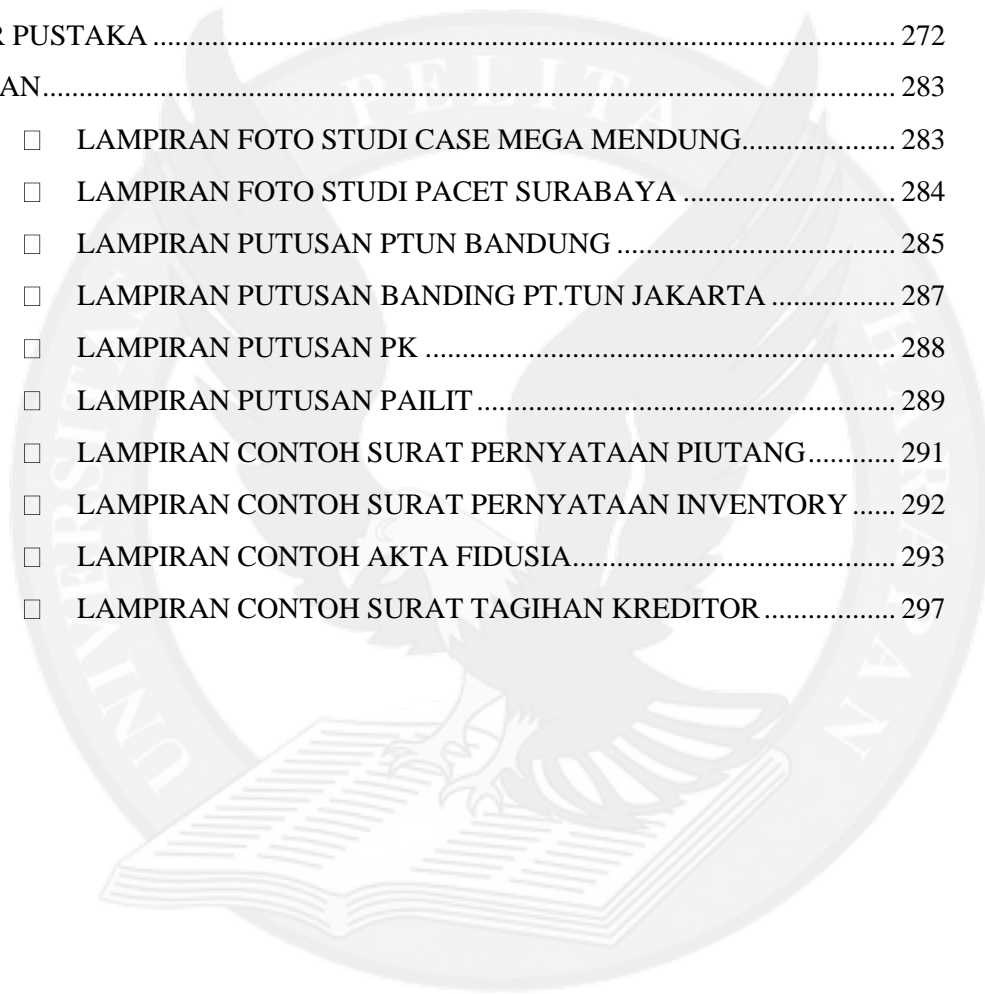 R PUSTAKA ........ 272
AN........ 283
□ LAMPIRAN FOTO STUDI CASE MEGA MENDUNG........ 283
□ LAMPIRAN FOTO STUDI PACET SURABAYA ........ 284
□ LAMPIRAN PUTUSAN PTUN BANDUNG ........ 285
□ LAMPIRAN PUTUSAN BANDING PT.TUN JAKARTA ........ 287
□ LAMPIRAN PUTUSAN PK ........ 288
□ LAMPIRAN PUTUSAN PAILIT ........ 289
□ LAMPIRAN CONTOH SURAT PERNYATAAN PIUTANG........ 291
□ LAMPIRAN CONTOH SURAT PERNYATAAN INVENTORY ...... 292
□ LAMPIRAN CONTOH AKTA FIDUSIA........ 293
□ LAMPIRAN CONTOH SURAT TAGIHAN KREDITOR ........ 297
UNIVERSITAS PELITA HARAPAN